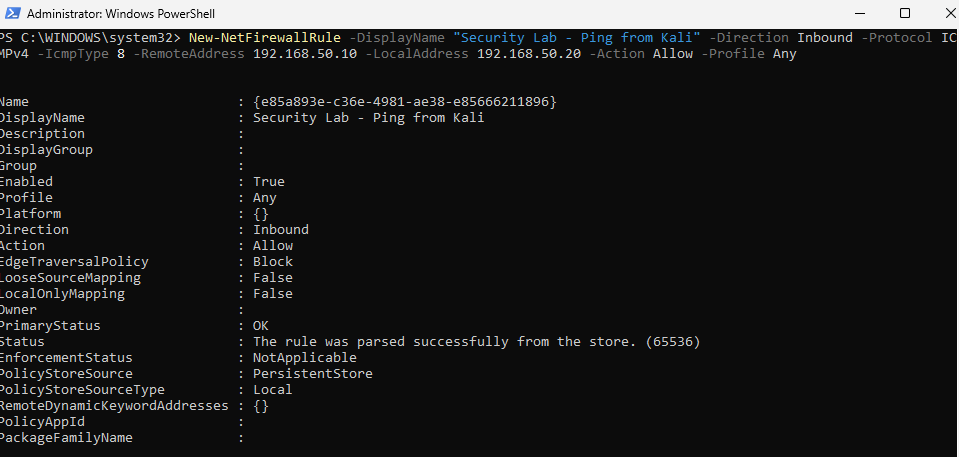 Administrator: Windows PowerShell
PS C:\WINDOWS\system32> New-NetFirewallRule -DisplayName "Security Lab - Ping from Kali" -Direction Inbound -Protocol IC
MPv4 -IcmpType 8 -RemoteAddress 192.168.50.10 -LocalAddress 192.168.50.20 -Action Allow -Profile Any
Name : {e85a893e-c36e-4981-ae38-e85666211896}
DisplayName : Security Lab - Ping from Kali
Description :
DisplayGroup :
Group :
Enabled : True
Profile : Any
Platform : {}
Direction : Inbound
Action : Allow
EdgeTraversalPolicy : Block
LooseSourceMapping : False
LocalOnlyMapping : False
Owner :
PrimaryStatus : OK
Status : The rule was parsed successfully from the store. (65536)
EnforcementStatus : NotApplicable
PolicyStoreSource : PersistentStore
PolicyStoreSourceType : Local
RemoteDynamicKeywordAddresses : {}
PolicyAppId :
PackageFamilyName :